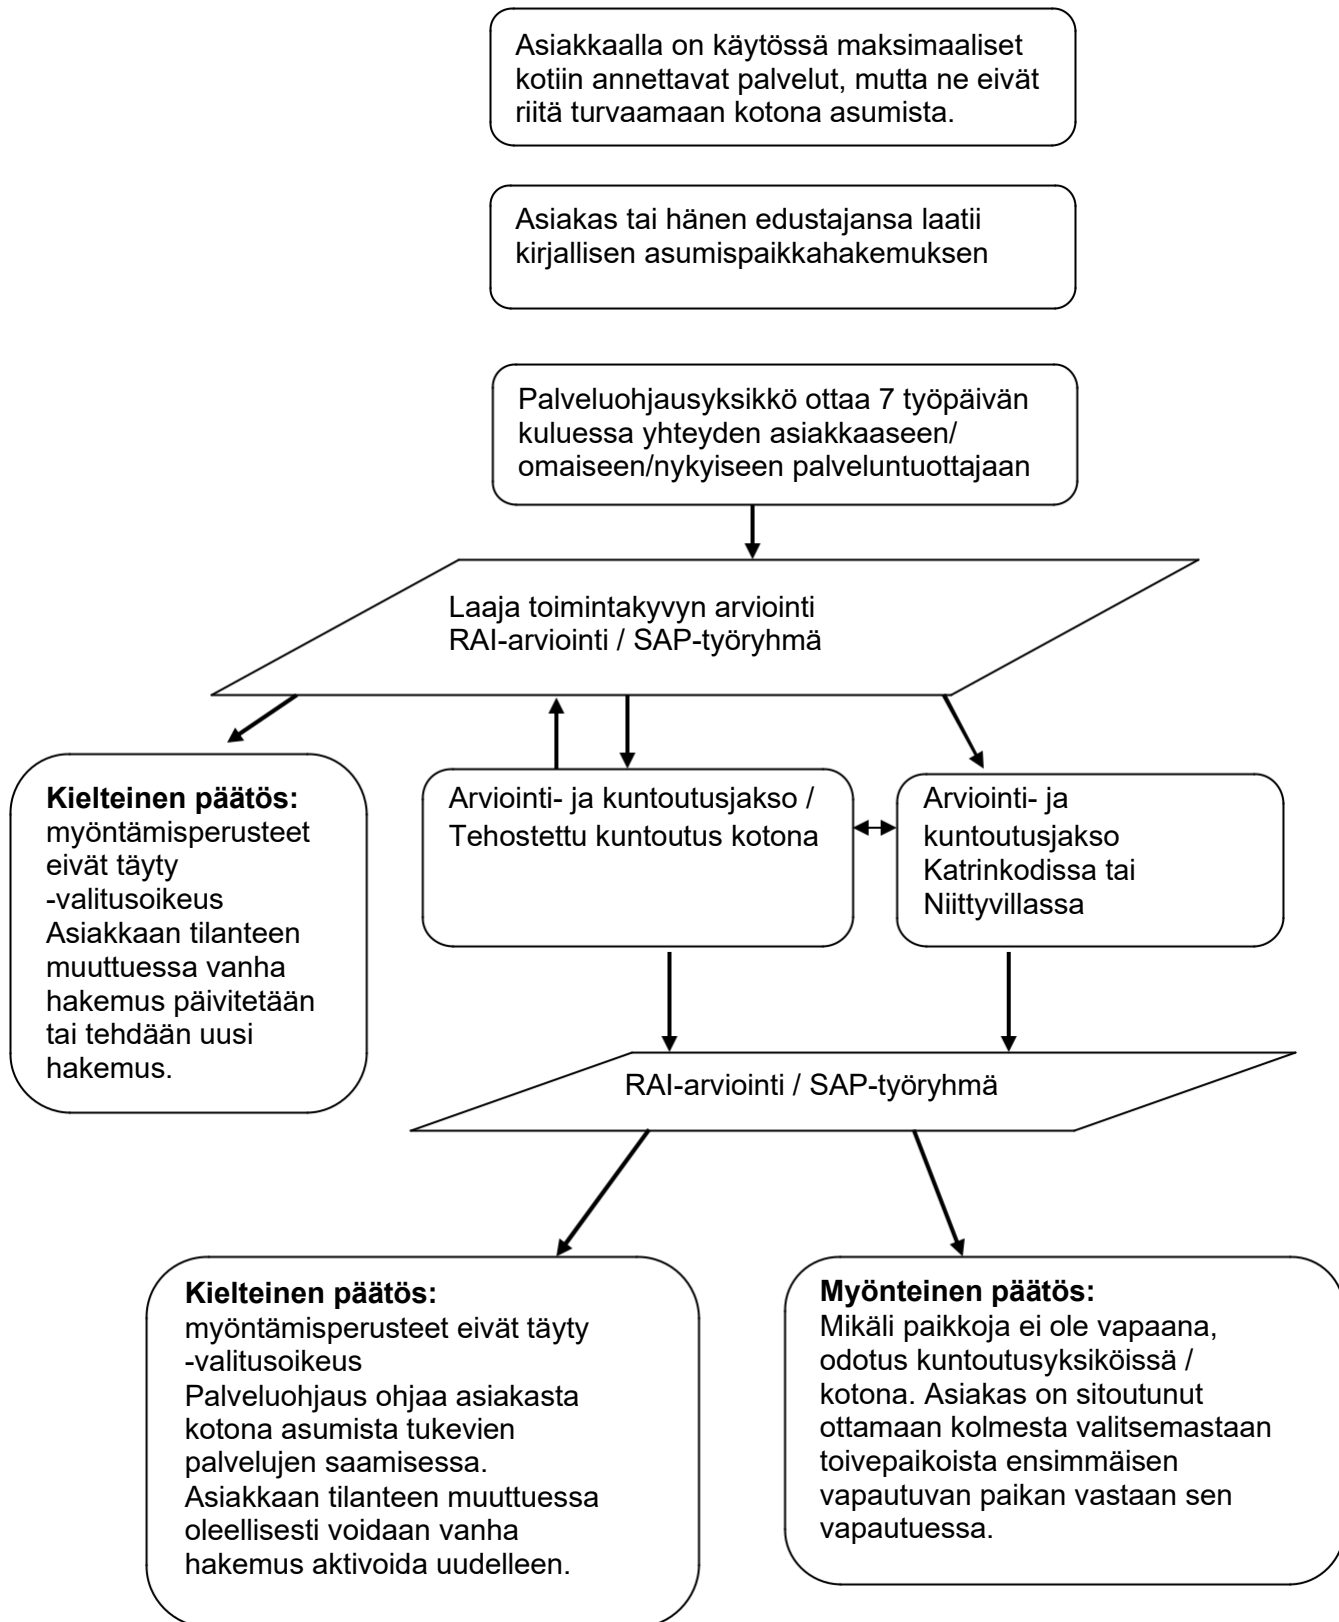 Asiakkaalla on käytössä maksimaaliset
kotiin annettavat palvelut, mutta ne eivät
riitä turvaamaan kotona asumista.
Asiakas tai hänen edustajansa laatii
kirjallisen asumispaikkahakemuksen
Palveluohjausyksikkö ottaa 7 työpäivän
kuluessa yhteyden asiakkaaseen/
omaiseen/nykyiseen palveluntuottajaan
Laaja toimintakyvyn arviointi
RAI-arviointi / SAP-työryhmä
Kielteinen päätös:
myöntämisperusteet
eivät täyty
-valitusoikeus
Asiakkaan tilanteen
muuttuessa vanha
hakemus päivitetään
tai tehdään uusi
hakemus.
Arviointi- ja kuntoutusjakso /
Tehostettu kuntoutus kotona
Arviointi- ja
kuntoutusjakso
Katrinkodissa tai
Niittyvillassa
RAI-arviointi / SAP-työryhmä
Kielteinen päätös:
myöntämisperusteet eivät täyty
-valitusoikeus
Palveluohjaus ohjaa asiakasta
kotona asumista tukevien
palvelujen saamisessa.
Asiakkaan tilanteen muuttuessa
oleellisesti voidaan vanha
hakemus aktivoida uudelleen.
Myönteinen päätös:
Mikäli paikkoja ei ole vapaana,
odotus kuntoutusyksiköissä /
kotona. Asiakas on sitoutunut
ottamaan kolmesta valitsemastaan
toivepaikoista ensimmäisen
vapautuvan paikan vastaan sen
vapautuessa.